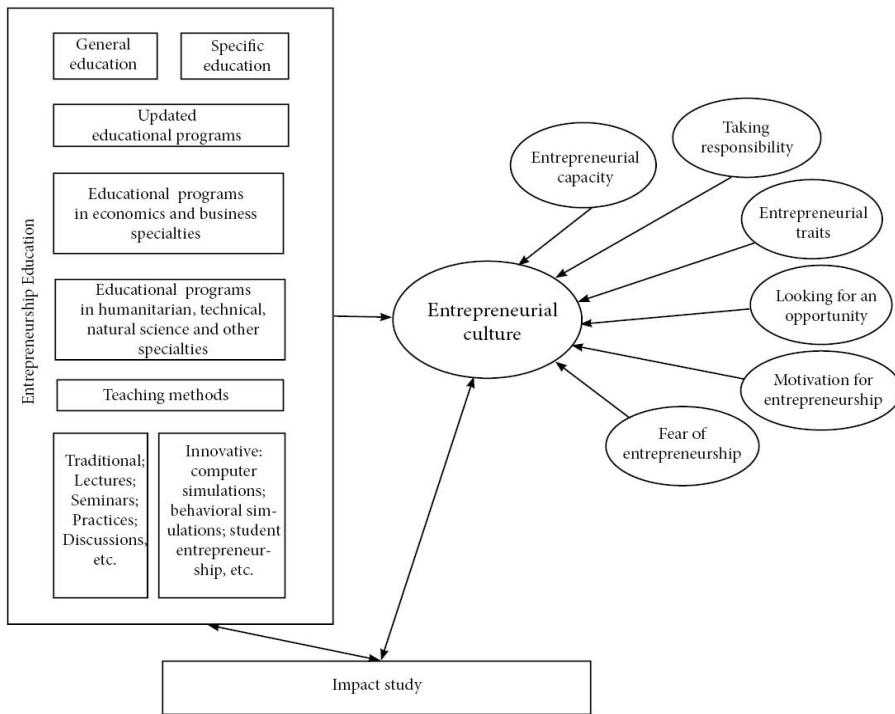 Entrepreneurship Education
General
education
Specific
education
Updated
educational programs
Educational programs
in economics and business
specialties
Educational programs
in humanitarian, technical,
natural science and other
specialties
Teaching methods
Traditional;
Lectures;
Seminars;
Practices;
Discussions,
etc.
Innovative:
computer
simulations;
behavioral sim-
ulations; student
entrepreneur-
ship, etc.
Entrepreneurial
culture
Entrepreneurial
capacity
Taking
responsibility
Entrepreneurial
traits
Looking for an
opportunity
Motivation for
entrepreneurship
Fear of
entrepreneurship
Impact study